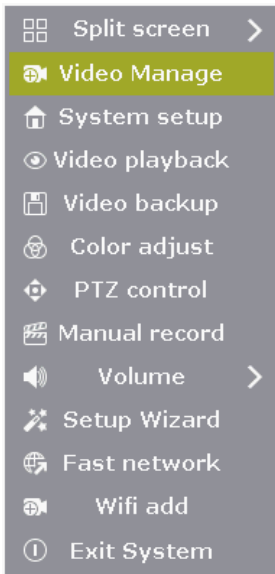 Split screen
Video Manage
System setup
Video playback
Video backup
Color adjust
PTZ control
Manual record
Volume
Setup Wizard
Fast network
Wifi add
Exit System